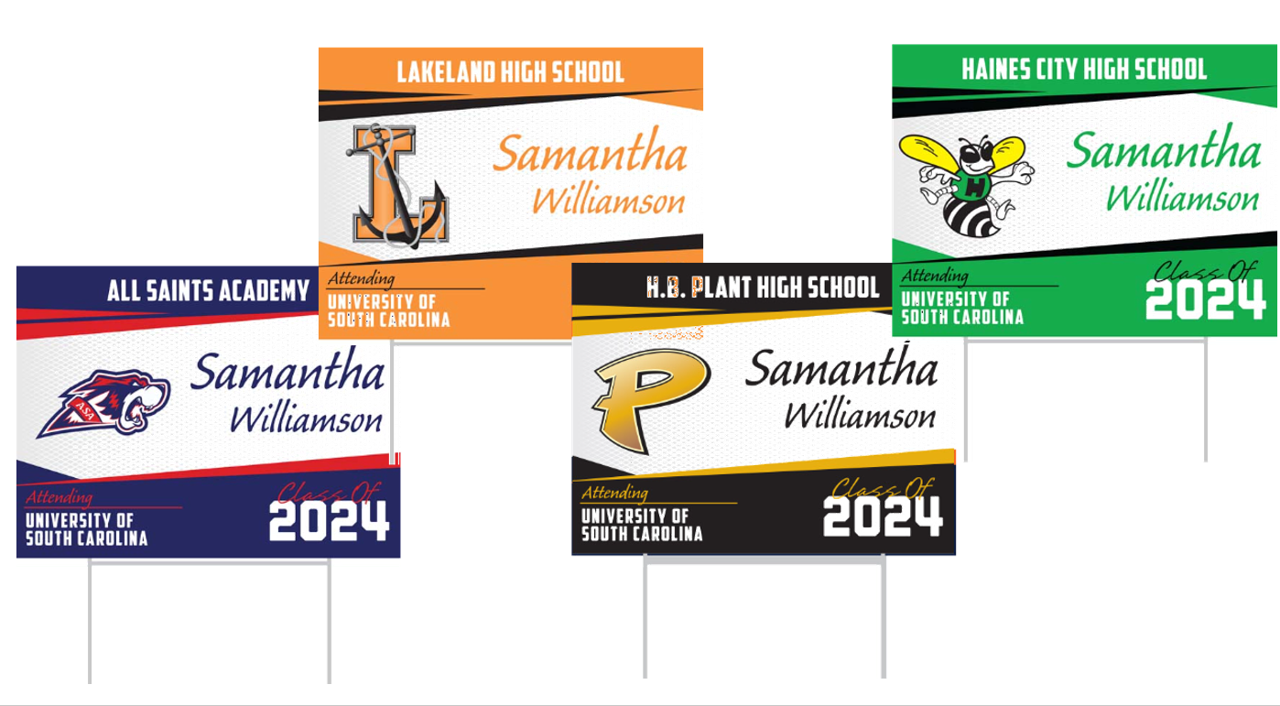 LAKELAND HIGH SCHOOL
L
Samantha
Williamson
Attending
UNIVERSITY OF
SOUTH CAROLINA
HAINES CITY HIGH SCHOOL
H
Samantha
Williamson
Attending
UNIVERSITY OF
SOUTH CAROLINA
Class Of
2024
ALL SAINTS ACADEMY
ASA
Samantha
Williamson
Attending
UNIVERSITY OF
SOUTH CAROLINA
Class Of
2024
H.B. PLANT HIGH SCHOOL
P
Samantha
Williamson
Attending
UNIVERSITY OF
SOUTH CAROLINA
Class Of
2024